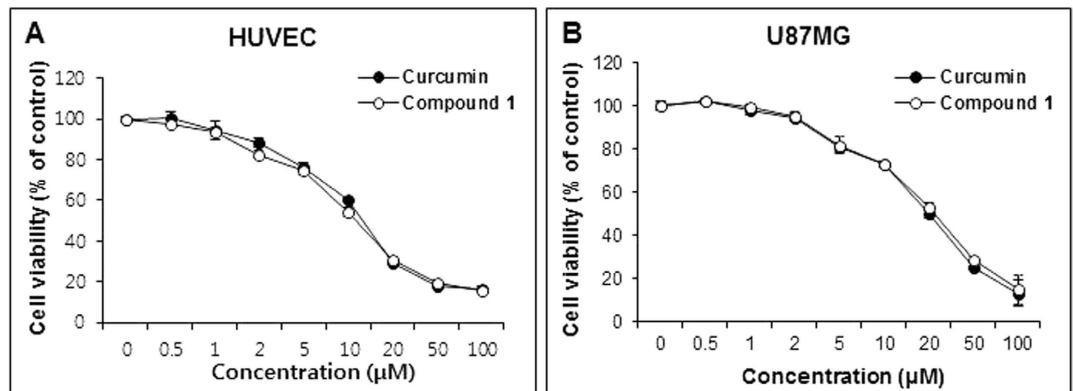 A
HUVEC
Curcumin
Compound 1
Cell viability (% of control)
120
100
80
60
40
20
0
0 0.5 1 2 5 10 20 50 100
Concentration (µM)
B
U87MG
Curcumin
Compound 1
Cell viability (% of control)
120
100
80
60
40
20
0
0 0.5 1 2 5 10 20 50 100
Concentration (µM)